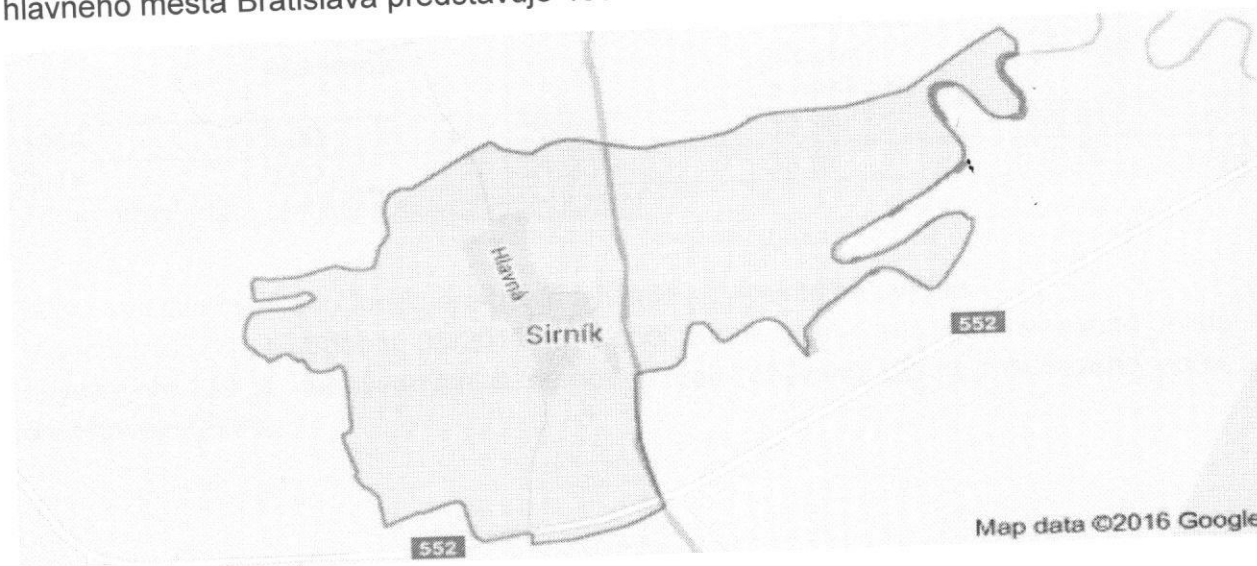 hlavného mesta Bratislava predstavuje
Hlavná
Sirník
552
552
Map data ©2016 Google